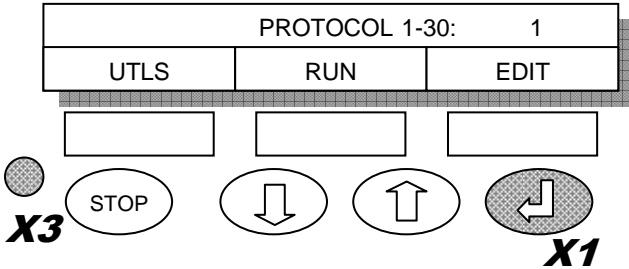 PROTOCOL 1-30: 1
UTLS RUN EDIT
STOP
X3
X1